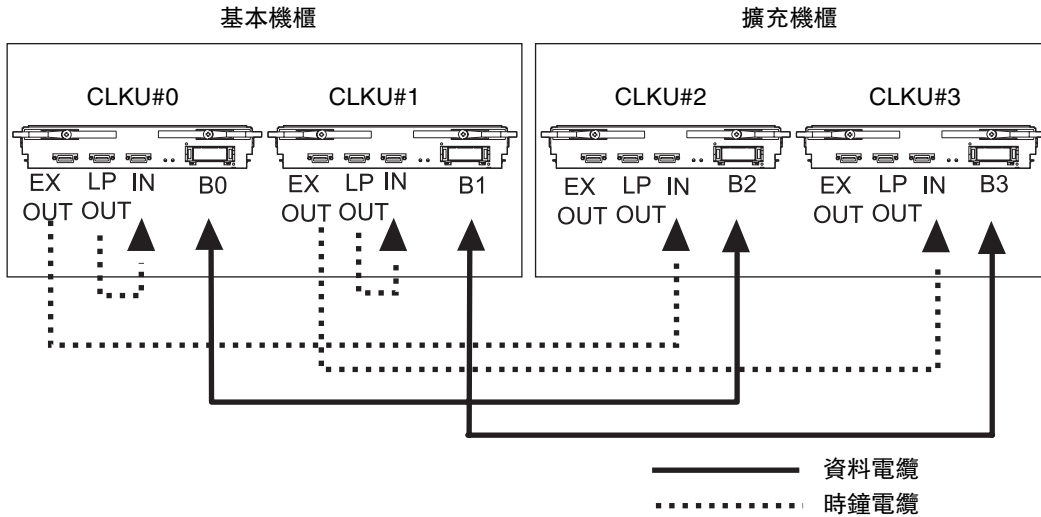 基本機櫃 擴充機櫃
CLKU#0 CLKU#1 CLKU#2 CLKU#3
EX LP IN B0 EX LP IN B1 EX LP IN B2 EX LP IN B3
OUT OUT OUT OUT OUT OUT OUT OUT
資料電纜
時鐘電纜